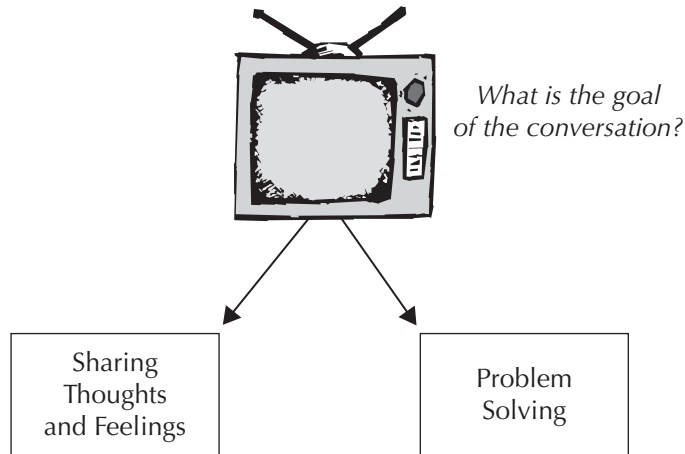 What is the goal
of the conversation?
Sharing
Thoughts
and Feelings
Problem
Solving